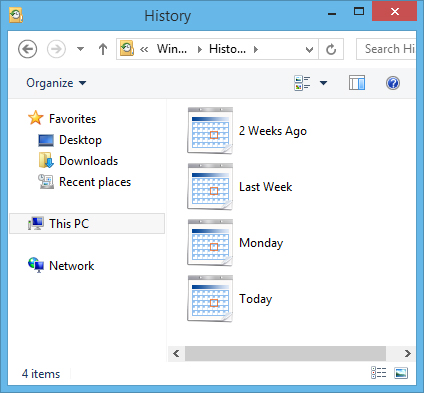 History
« Win... Histo... Search Hi
Organize
Favorites
Desktop
Downloads
Recent places
This PC
Network
2 Weeks Ago
Last Week
Monday
Today
4 items